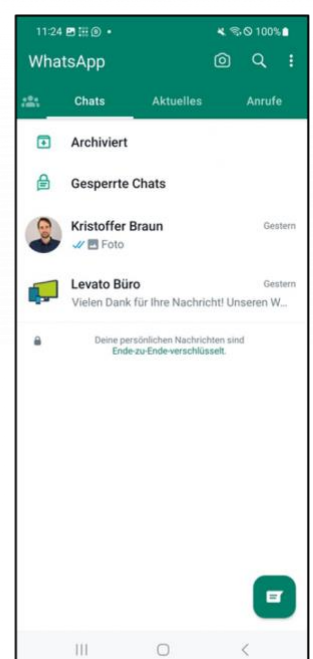 11:24 100%
WhatsApp
Chats Aktuelles Anrufe
Archiviert
Gesperrte Chats
Kristoffer Braun Gestern
Foto
Levato Büro Gestern
Vielen Dank für Ihre Nachricht! Unseren W...
Deine persönlichen Nachrichten sind
Ende-zu-Ende-verschlüsselt.